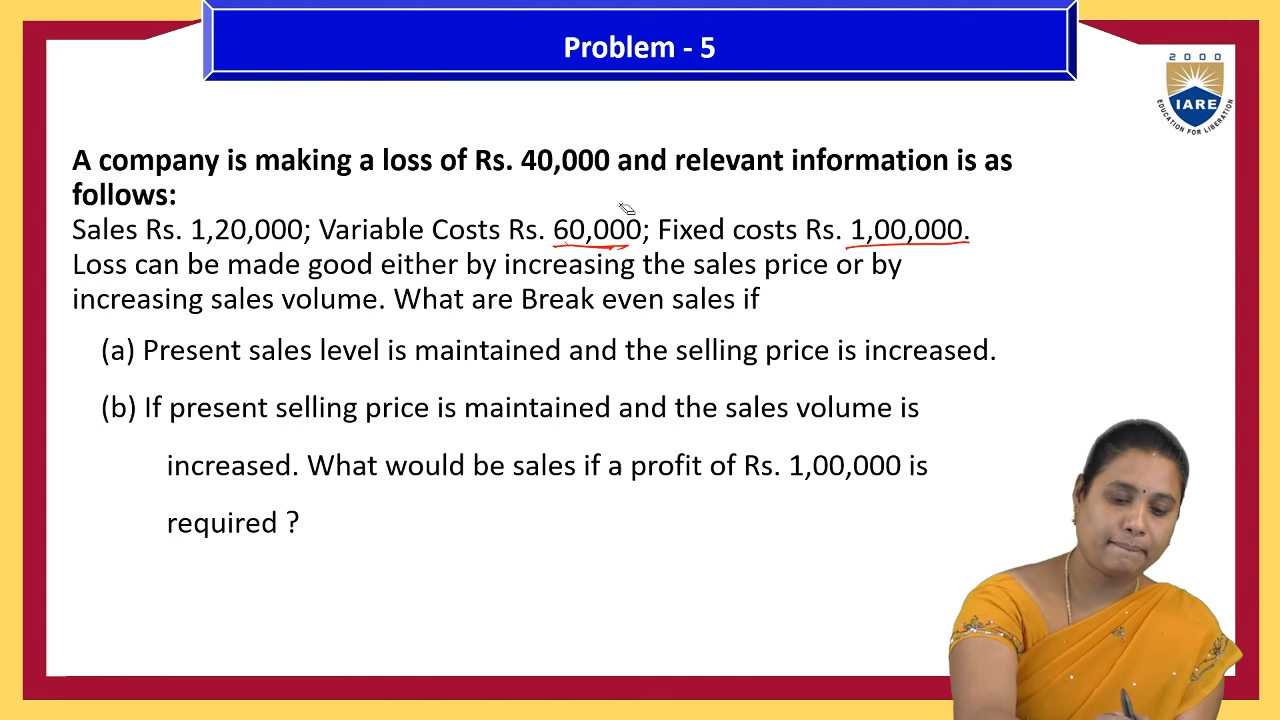 Problem - 5
2 0 0 0
IARE
EDUCATION FOR LIBERATION
A company is making a loss of Rs. 40,000 and relevant information is as
follows:
Sales Rs. 1,20,000; Variable Costs Rs. 60,000; Fixed costs Rs. 1,00,000.
Loss can be made good either by increasing the sales price or by
increasing sales volume. What are Break even sales if
(a) Present sales level is maintained and the selling price is increased.
(b) If present selling price is maintained and the sales volume is
increased. What would be sales if a profit of Rs. 1,00,000 is
required ?